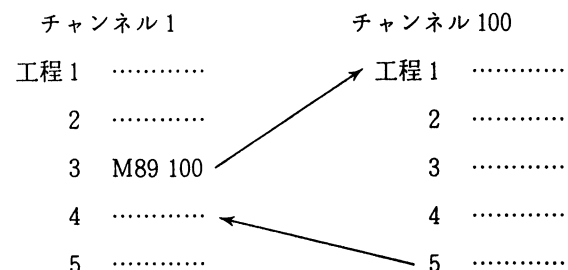 チャンネル 1 チャンネル 100
工程 1 ………… 工程 1 …………
2 ………… 2 …………
3 M89 100 3 …………
4 ………… 4 …………
5 ………… 5 …………